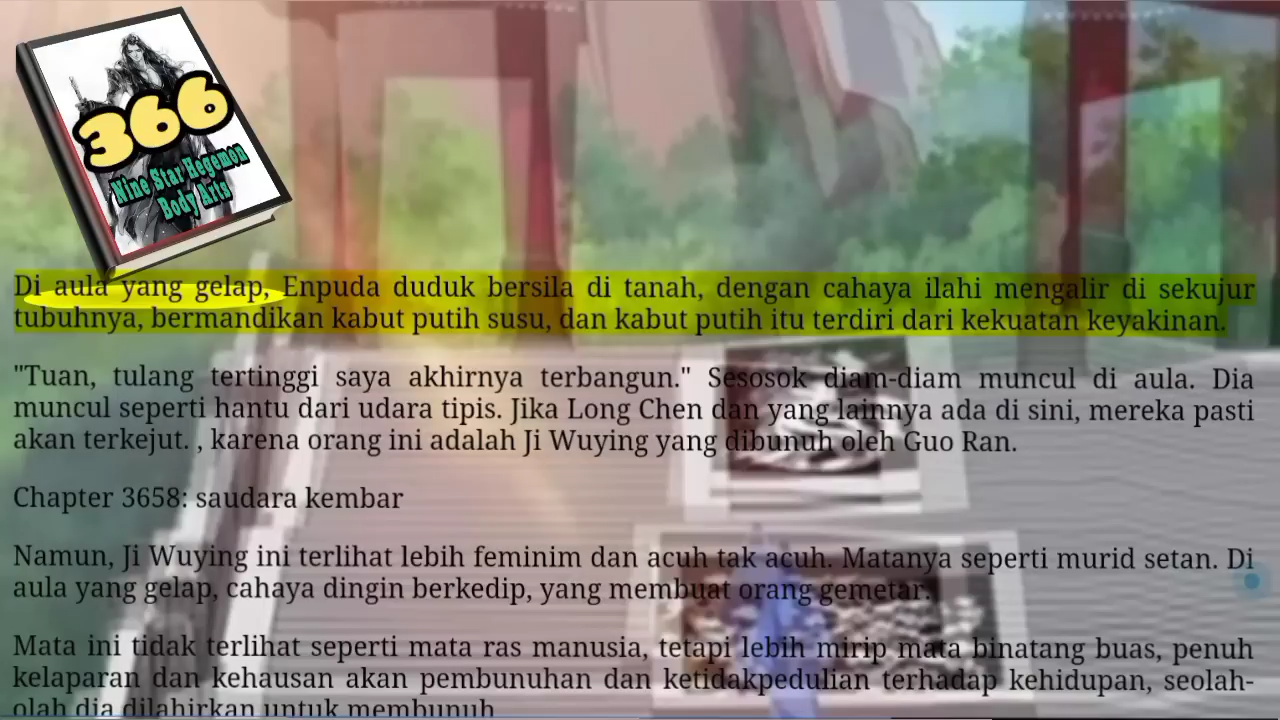 366
Nine Star Hegemon
Body Arts
Di aula yang gelap, Enpuda duduk bersila di tanah, dengan cahaya ilahi mengalir di sekujur
tubuhnya, bermandikan kabut putih susu, dan kabut putih itu terdiri dari kekuatan keyakinan.
"Tuan, tulang tertinggi saya akhirnya terbangun." Sesosok diam-diam muncul di aula. Dia
muncul seperti hantu dari udara tipis. Jika Long Chen dan yang lainnya ada di sini, mereka pasti
akan terkejut. , karena orang ini adalah Ji Wuying yang dibunuh oleh Guo Ran.
Chapter 3658: saudara kembar
Namun, Ji Wuying ini terlihat lebih feminim dan acuh tak acuh. Matanya seperti murid setan. Di
aula yang gelap, cahaya dingin berkedip, yang membuat orang gemetar.
Mata ini tidak terlihat seperti mata ras manusia, tetapi lebih mirip mata binatang buas, penuh
kelaparan dan kehausan akan pembunuhan dan ketidakpedulian terhadap kehidupan, seolah-
olah dia dilahirkan untuk membunuh